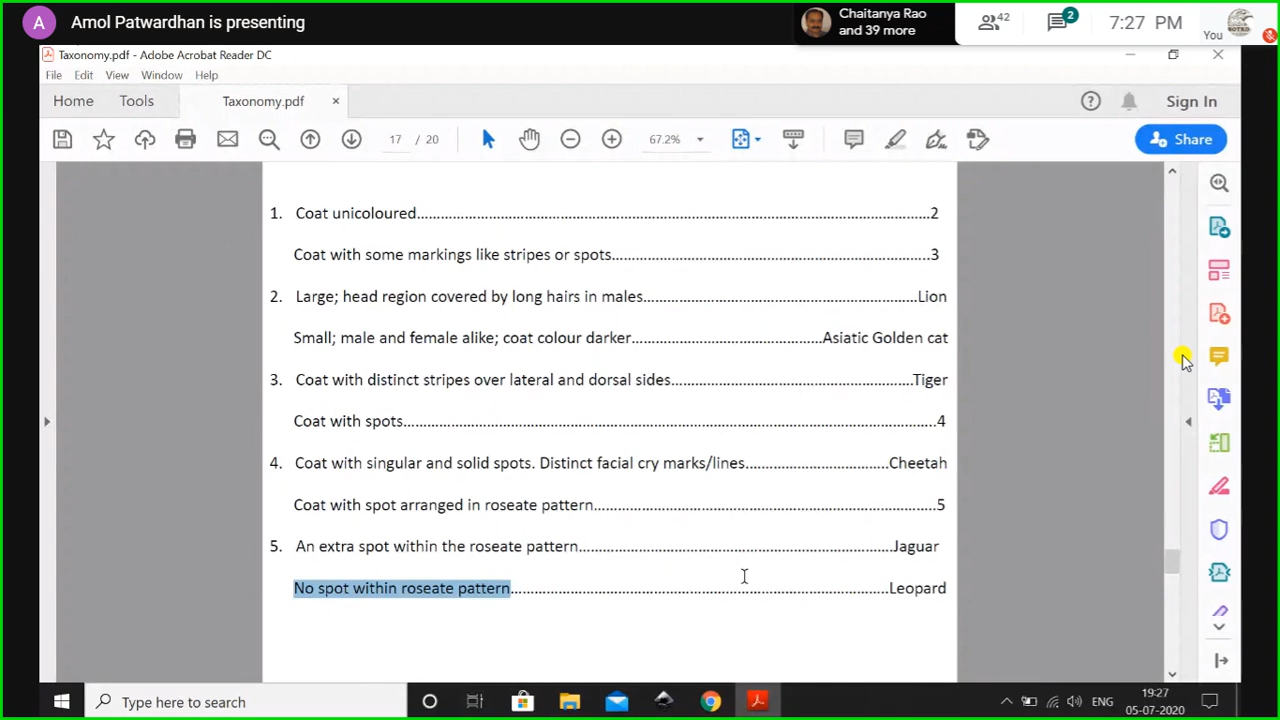 A Amol Patwardhan is presenting
Chaitanya Rao
and 39 more
42
2
7:27 PM
You
Taxonomy.pdf - Adobe Acrobat Reader DC
File Edit View Window Help
Home Tools Taxonomy.pdf × Sign In
17 / 20 67.2% Share
1. Coat unicoloured....................2
Coat with some markings like stripes or spots....................3
2. Large; head region covered by long hairs in males....................Lion
Small; male and female alike; coat colour darker....................Asiatic Golden cat
3. Coat with distinct stripes over lateral and dorsal sides....................Tiger
Coat with spots....................4
4. Coat with singular and solid spots. Distinct facial cry marks/lines....................Cheetah
Coat with spot arranged in roseate pattern....................5
5. An extra spot within the roseate pattern....................Jaguar
No spot within roseate pattern....................Leopard
Type here to search
ENG
19:27
05-07-2020